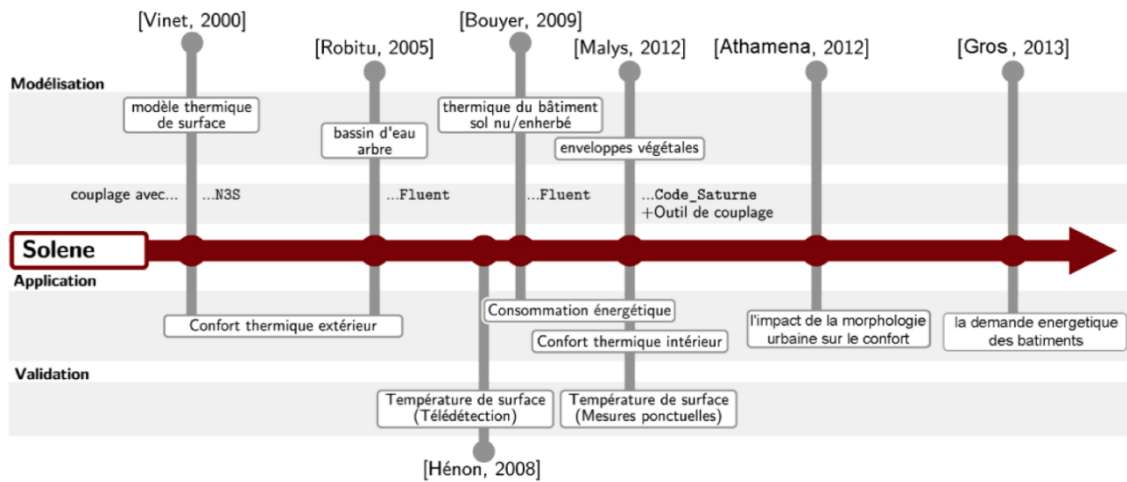 [Vinet, 2000]
[Bouyer, 2009]
[Robitu, 2005]
[Malys, 2012]
[Athamena, 2012]
[Gros , 2013]
Modélisation
modèle thermique
de surface
bassin d'eau
arbre
thermique du bâtiment
sol nu/enherbé
enveloppes végétales
couplage avec...
...N3S
...Fluent
...Fluent
...Code_Saturne
+Outil de couplage
Solene
Application
Confort thermique extérieur
Consommation énergétique
Confort thermique intérieur
l'impact de la morphologie
urbaine sur le confort
la demande energetique
des batiments
Validation
Température de surface
(Télédétection)
Température de surface
(Mesures ponctuelles)
[Hénon, 2008]